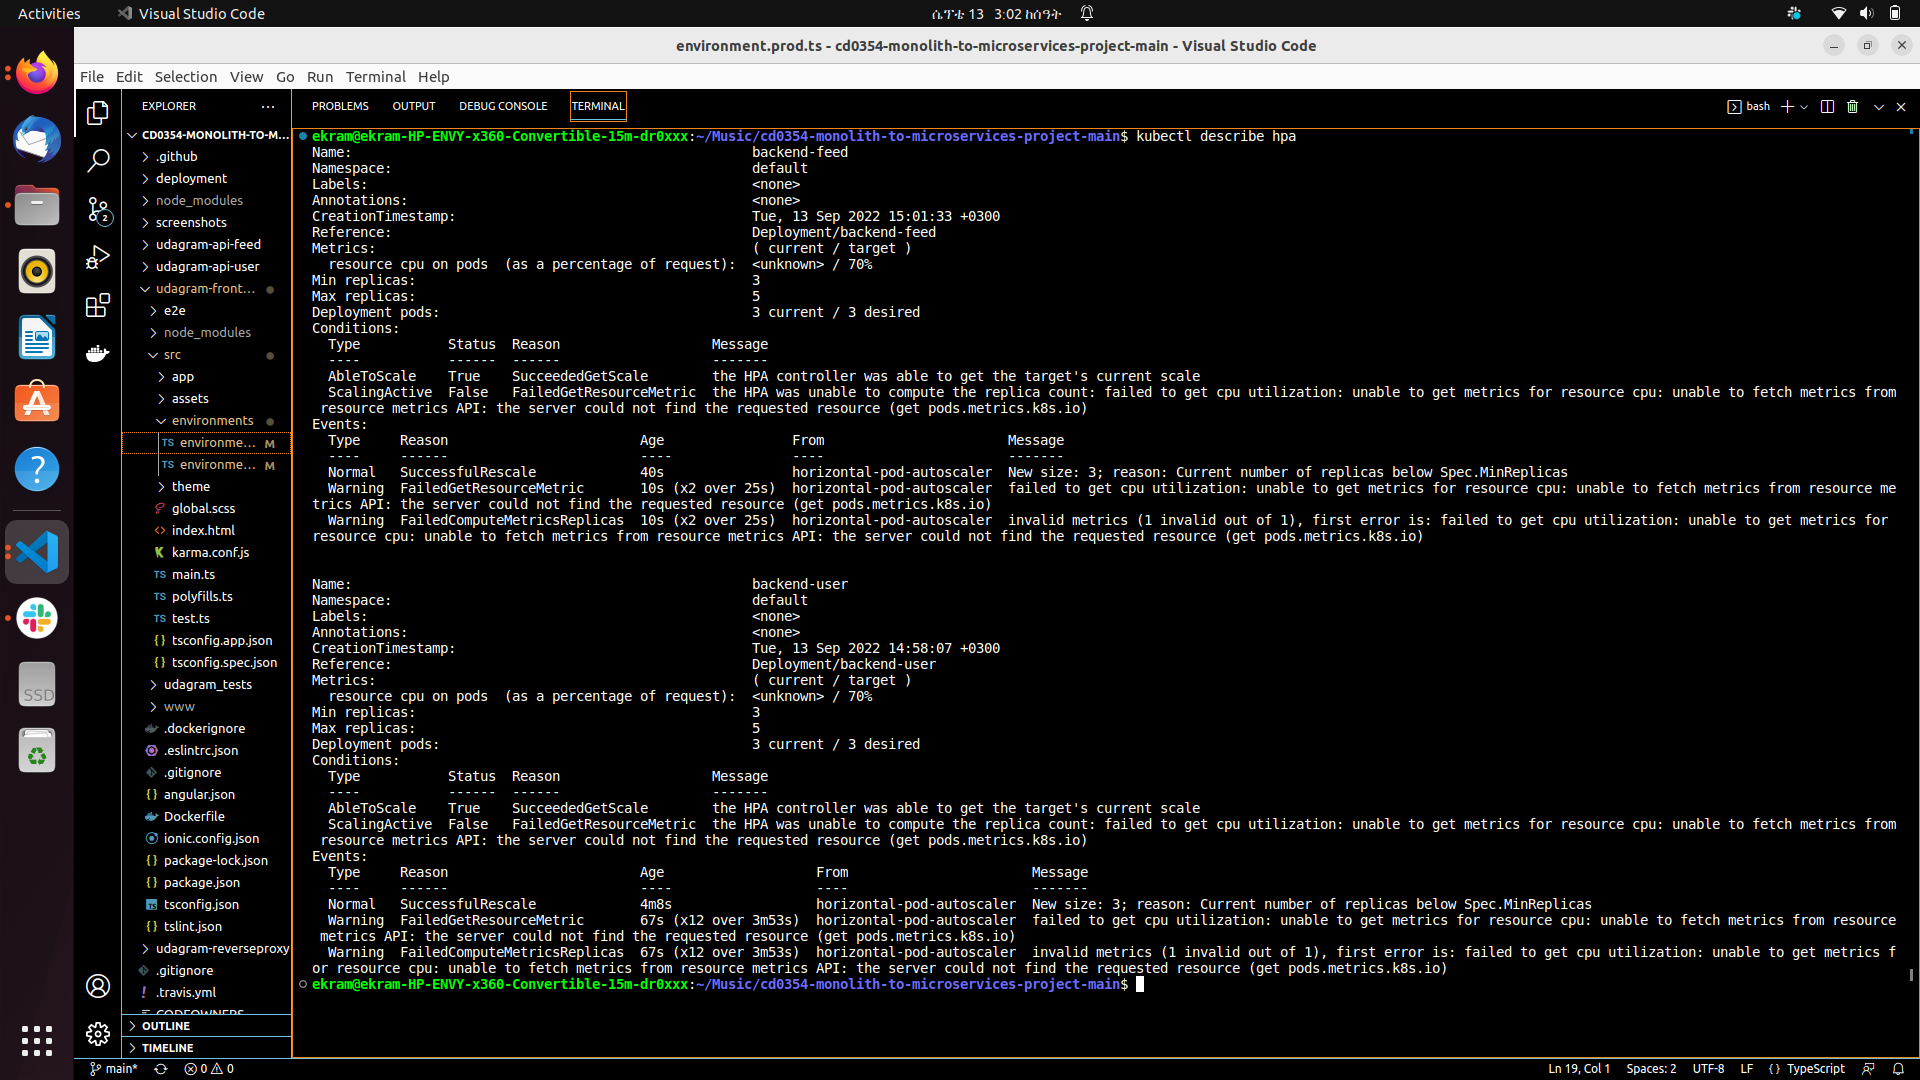 Activities
Visual Studio Code
ሴፕቴ 13 3:02 ከሰዓት
environment.prod.ts - cd0354-monolith-to-microservices-project-main - Visual Studio Code
File Edit Selection View Go Run Terminal Help
EXPLORER
CD0354-MONOLITH-TO-M...
.github
deployment
node_modules
screenshots
udagram-api-feed
udagram-api-user
udagram-front...
e2e
node_modules
src
app
assets
environments
TS environme... M
TS environme... M
theme
global.scss
index.html
karma.conf.js
TS main.ts
TS polyfills.ts
TS test.ts
{} tsconfig.app.json
{} tsconfig.spec.json
udagram_tests
www
.dockerignore
.eslintrc.json
.gitignore
{} angular.json
Dockerfile
ionic.config.json
{} package-lock.json
{} package.json
tsconfig.json
{} tslint.json
udagram-reverseproxy
.gitignore
! .travis.yml
CODEOWNERS
OUTLINE
TIMELINE
PROBLEMS OUTPUT DEBUG CONSOLE TERMINAL
bash
ekram@ekram-HP-ENVY-x360-Convertible-15m-dr0xxx:~/Music/cd0354-monolith-to-microservices-project-main$ kubectl describe hpa
Name: backend-feed
Namespace: default
Labels: <none>
Annotations: <none>
CreationTimestamp: Tue, 13 Sep 2022 15:01:33 +0300
Reference: Deployment/backend-feed
Metrics: ( current / target )
resource cpu on pods (as a percentage of request): <unknown> / 70%
Min replicas: 3
Max replicas: 5
Deployment pods: 3 current / 3 desired
Conditions:
Type Status Reason Message
---- ------ ------ -------
AbleToScale True SucceededGetScale the HPA controller was able to get the target's current scale
ScalingActive False FailedGetResourceMetric the HPA was unable to compute the replica count: failed to get cpu utilization: unable to get metrics for resource cpu: unable to fetch metrics from
resource metrics API: the server could not find the requested resource (get pods.metrics.k8s.io)
Events:
Type Reason Age From Message
---- ------ ---- ---- -------
Normal SuccessfulRescale 40s horizontal-pod-autoscaler New size: 3; reason: Current number of replicas below Spec.MinReplicas
Warning FailedGetResourceMetric 10s (x2 over 25s) horizontal-pod-autoscaler failed to get cpu utilization: unable to get metrics for resource cpu: unable to fetch metrics from resource me
trics API: the server could not find the requested resource (get pods.metrics.k8s.io)
Warning FailedComputeMetricsReplicas 10s (x2 over 25s) horizontal-pod-autoscaler invalid metrics (1 invalid out of 1), first error is: failed to get cpu utilization: unable to get metrics for
resource cpu: unable to fetch metrics from resource metrics API: the server could not find the requested resource (get pods.metrics.k8s.io)
Name: backend-user
Namespace: default
Labels: <none>
Annotations: <none>
CreationTimestamp: Tue, 13 Sep 2022 14:58:07 +0300
Reference: Deployment/backend-user
Metrics: ( current / target )
resource cpu on pods (as a percentage of request): <unknown> / 70%
Min replicas: 3
Max replicas: 5
Deployment pods: 3 current / 3 desired
Conditions:
Type Status Reason Message
---- ------ ------ -------
AbleToScale True SucceededGetScale the HPA controller was able to get the target's current scale
ScalingActive False FailedGetResourceMetric the HPA was unable to compute the replica count: failed to get cpu utilization: unable to get metrics for resource cpu: unable to fetch metrics from
resource metrics API: the server could not find the requested resource (get pods.metrics.k8s.io)
Events:
Type Reason Age From Message
---- ------ ---- ---- -------
Normal SuccessfulRescale 4m8s horizontal-pod-autoscaler New size: 3; reason: Current number of replicas below Spec.MinReplicas
Warning FailedGetResourceMetric 67s (x12 over 3m53s) horizontal-pod-autoscaler failed to get cpu utilization: unable to get metrics for resource cpu: unable to fetch metrics from resource
metrics API: the server could not find the requested resource (get pods.metrics.k8s.io)
Warning FailedComputeMetricsReplicas 67s (x12 over 3m53s) horizontal-pod-autoscaler invalid metrics (1 invalid out of 1), first error is: failed to get cpu utilization: unable to get metrics f
or resource cpu: unable to fetch metrics from resource metrics API: the server could not find the requested resource (get pods.metrics.k8s.io)
ekram@ekram-HP-ENVY-x360-Convertible-15m-dr0xxx:~/Music/cd0354-monolith-to-microservices-project-main$
SSD
2
main* 0 0
Ln 19, Col 1 Spaces: 2 UTF-8 LF {} TypeScript